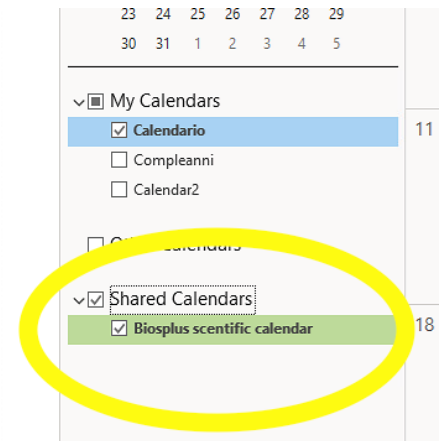 23 24 25 26 27 28 29
30 31 1 2 3 4 5
My Calendars
Calendario
11
Compleanni
Calendar2
Calendars
Shared Calendars
Biosplus scentific calendar
18